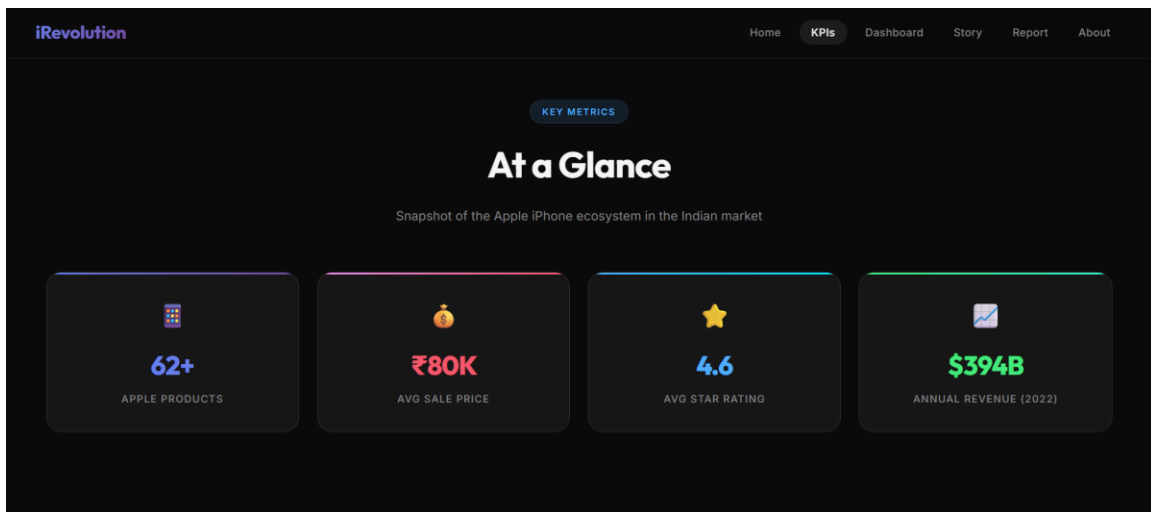 iRevolution
Home KPIs Dashboard Story Report About
KEY METRICS
At a Glance
Snapshot of the Apple iPhone ecosystem in the Indian market
62+ ₹80K 4.6 $394B
APPLE PRODUCTS AVG SALE PRICE AVG STAR RATING ANNUAL REVENUE (2022)